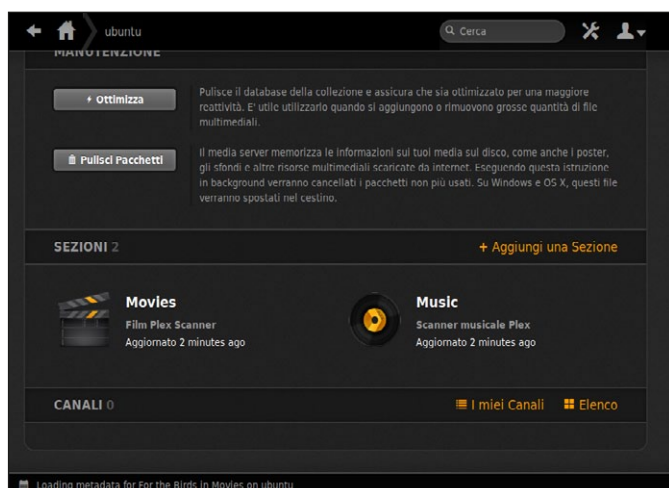 ubuntu
Cerca
MANUTENZIONE
Ottimizza
Pulisce il database della collezione e assicura che sia ottimizzato per una maggiore
reattività. E' utile utilizzarlo quando si aggiungono o rimuovono grosse quantità di file
multimediali.
Pulisci Pacchetti
Il media server memorizza le informazioni sui tuoi media sul disco, come anche i poster,
gli sfondi e altre risorse multimediali scaricate da internet. Eseguendo questa istruzione
in background verranno cancellati i pacchetti non più usati. Su Windows e OS X, questi file
verranno spostati nel cestino.
SEZIONI 2
+ Aggiungi una Sezione
Movies
Film Plex Scanner
Aggiornato 2 minutes ago
Music
Scanner musicale Plex
Aggiornato 2 minutes ago
CANALI 0
I miei Canali
Elenco
Loading metadata for For the Birds in Movies on ubuntu